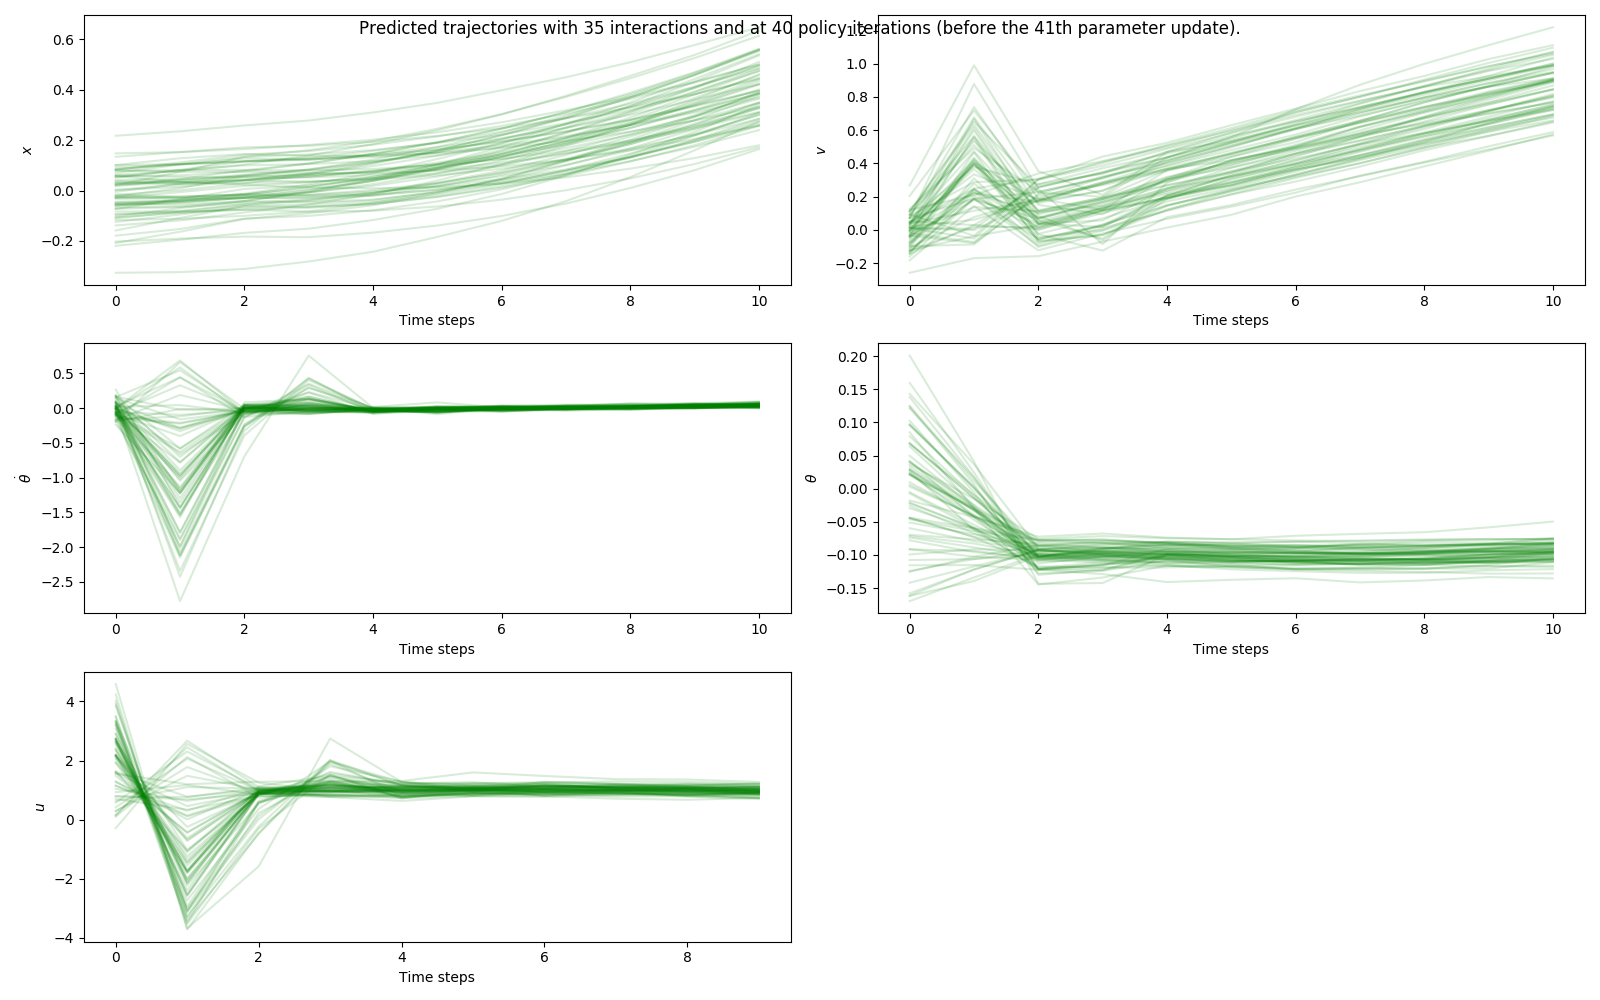 Predicted trajectories with 35 interactions and at 40 policy iterations (before the 41th parameter update).
0.6
0.4
0.2
0.0
−0.2
x
0 2 4 6 8 10
Time steps
1.2
1.0
0.8
0.6
0.4
0.2
0.0
−0.2
v
0 2 4 6 8 10
Time steps
0.5
0.0
−0.5
−1.0
−1.5
−2.0
−2.5
θ̇
0 2 4 6 8 10
Time steps
0.20
0.15
0.10
0.05
0.00
−0.05
−0.10
−0.15
θ
0 2 4 6 8 10
Time steps
4
2
0
−2
−4
u
0 2 4 6 8
Time steps